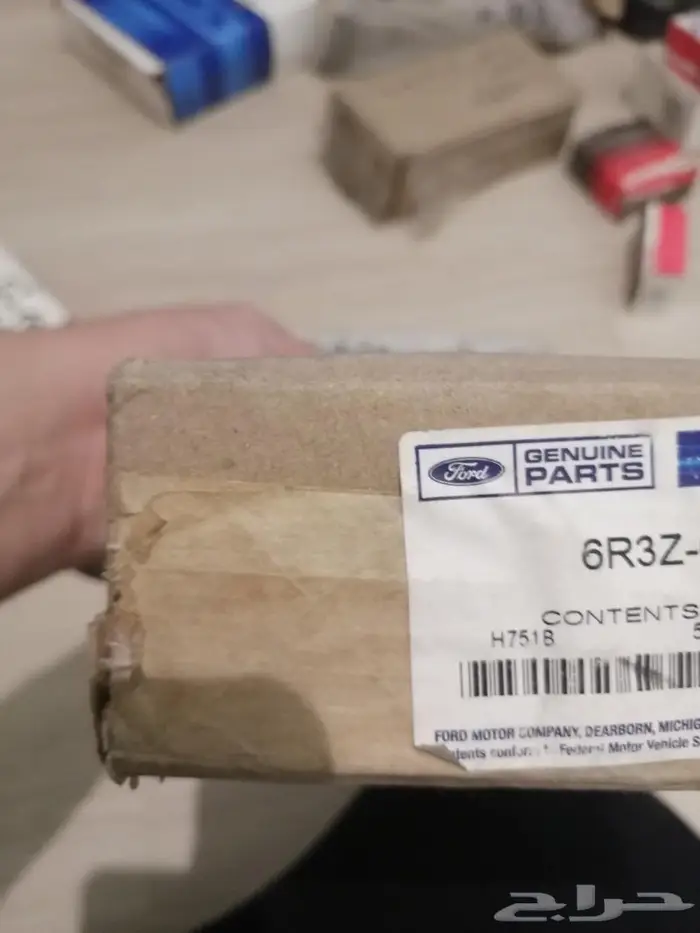 Ford GENUINE PARTS
6R3Z-
CONTENTS
H751B
FORD MOTOR COMPANY, DEARBORN, MICHIG
Federal Motor Vehicle S
حراج